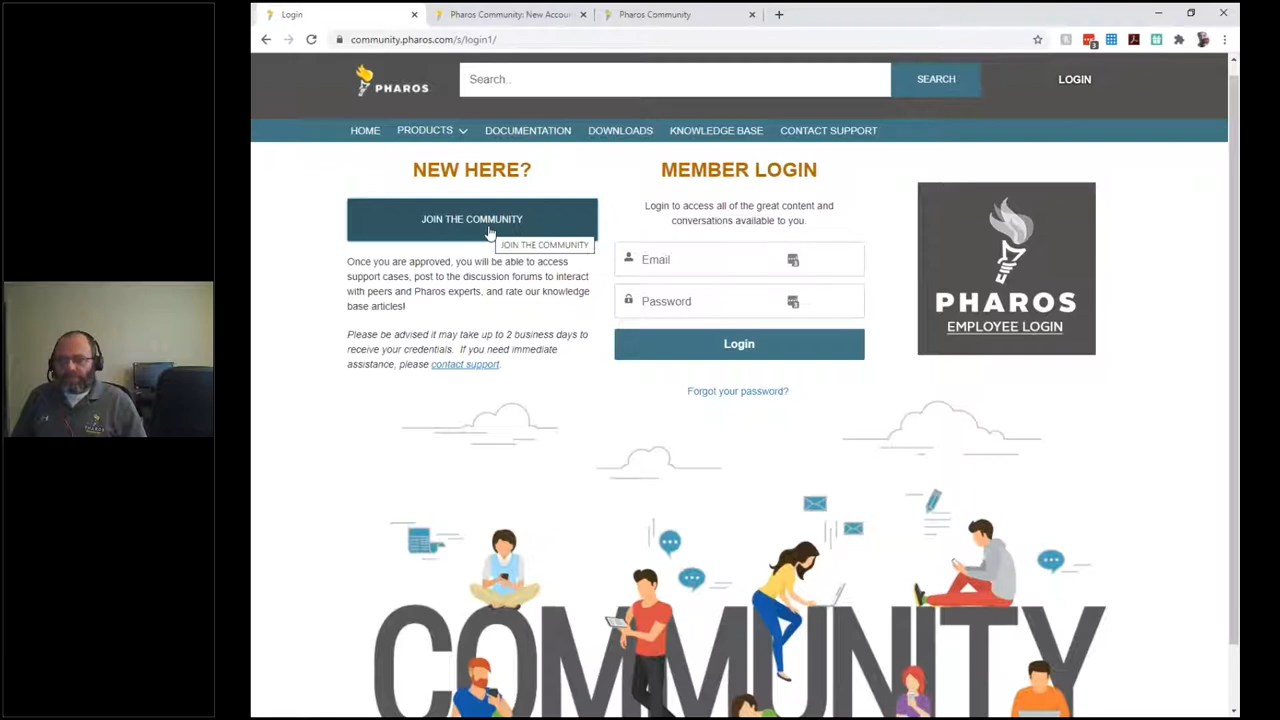 Login
Pharos Community: New Accou
Pharos Community
community.pharos.com/s/login1/
3
PHAROS
Search..
SEARCH
LOGIN
HOME
PRODUCTS
DOCUMENTATION
DOWNLOADS
KNOWLEDGE BASE
CONTACT SUPPORT
NEW HERE?
JOIN THE COMMUNITY
JOIN THE COMMUNITY
Once you are approved, you will be able to access
support cases, post to the discussion forums to interact
with peers and Pharos experts, and rate our knowledge
base articles!
Please be advised it may take up to 2 business days to
receive your credentials. If you need immediate
assistance, please contact support.
MEMBER LOGIN
Login to access all of the great content and
conversations available to you.
Email
Password
Login
Forgot your password?
PHAROS
EMPLOYEE LOGIN
COMMUNITY